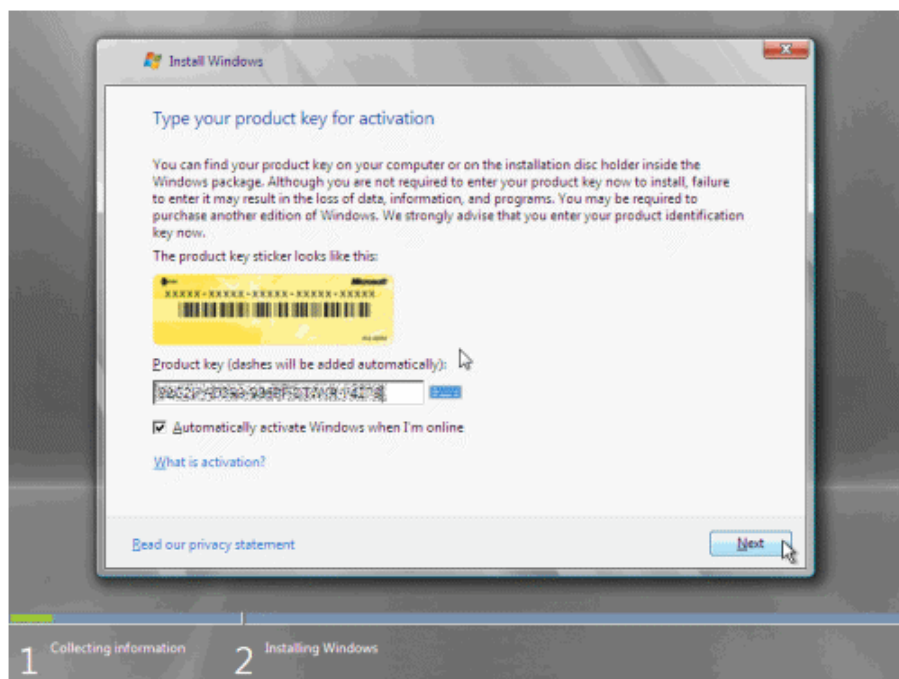 Install Windows
Type your product key for activation
You can find your product key on your computer or on the installation disc holder inside the
Windows package. Although you are not required to enter your product key now to install, failure
to enter it may result in the loss of data, information, and programs. You may be required to
purchase another edition of Windows. We strongly advise that you enter your product identification
key now.
The product key sticker looks like this:
Microsoft
XXXXX-XXXXX-XXXXX-XXXXX-XXXXX
Product key (dashes will be added automatically):
Automatically activate Windows when I'm online
What is activation?
Read our privacy statement
Next
1 Collecting information
2 Installing Windows